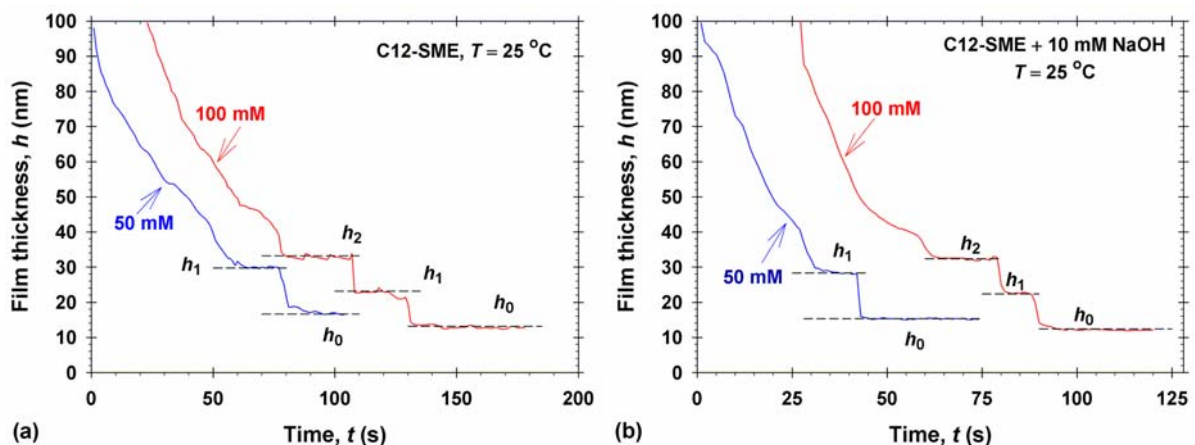 C12-SME, T = 25 °C
100 mM
50 mM
h2
h1
h1
h0
h0
Film thickness, h (nm)
100
90
80
70
60
50
40
30
20
10
0
0 50 100 150 200
(a) Time, t (s)
C12-SME + 10 mM NaOH
T = 25 °C
100 mM
50 mM
h1
h2
h1
h0
h0
Film thickness, h (nm)
100
90
80
70
60
50
40
30
20
10
0
0 25 50 75 100 125
(b) Time, t (s)